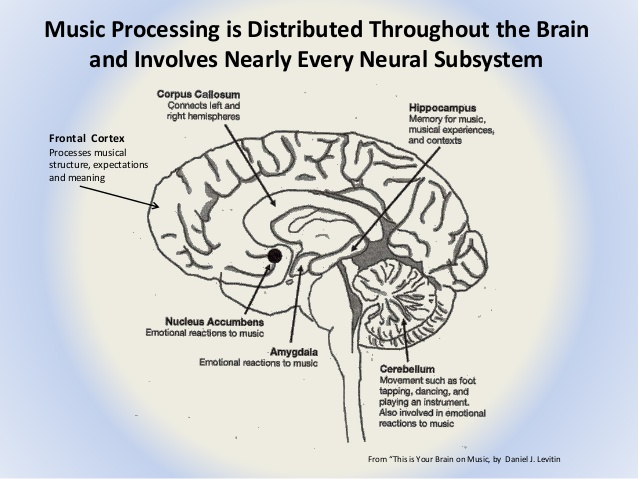 Music Processing is Distributed Throughout the Brain
and Involves Nearly Every Neural Subsystem
Corpus Callosum
Connects left and
right hemispheres
Hippocampus
Memory for music,
musical experiences,
and contexts
Frontal Cortex
Processes musical
structure, expectations
and meaning
Nucleus Accumbens
Emotional reactions to music
Amygdala
Emotional reactions to music
Cerebellum
Movement such as foot
tapping, dancing, and
playing an instrument.
Also involved in emotional
reactions to music
From “This is Your Brain on Music, by Daniel J. Levitin